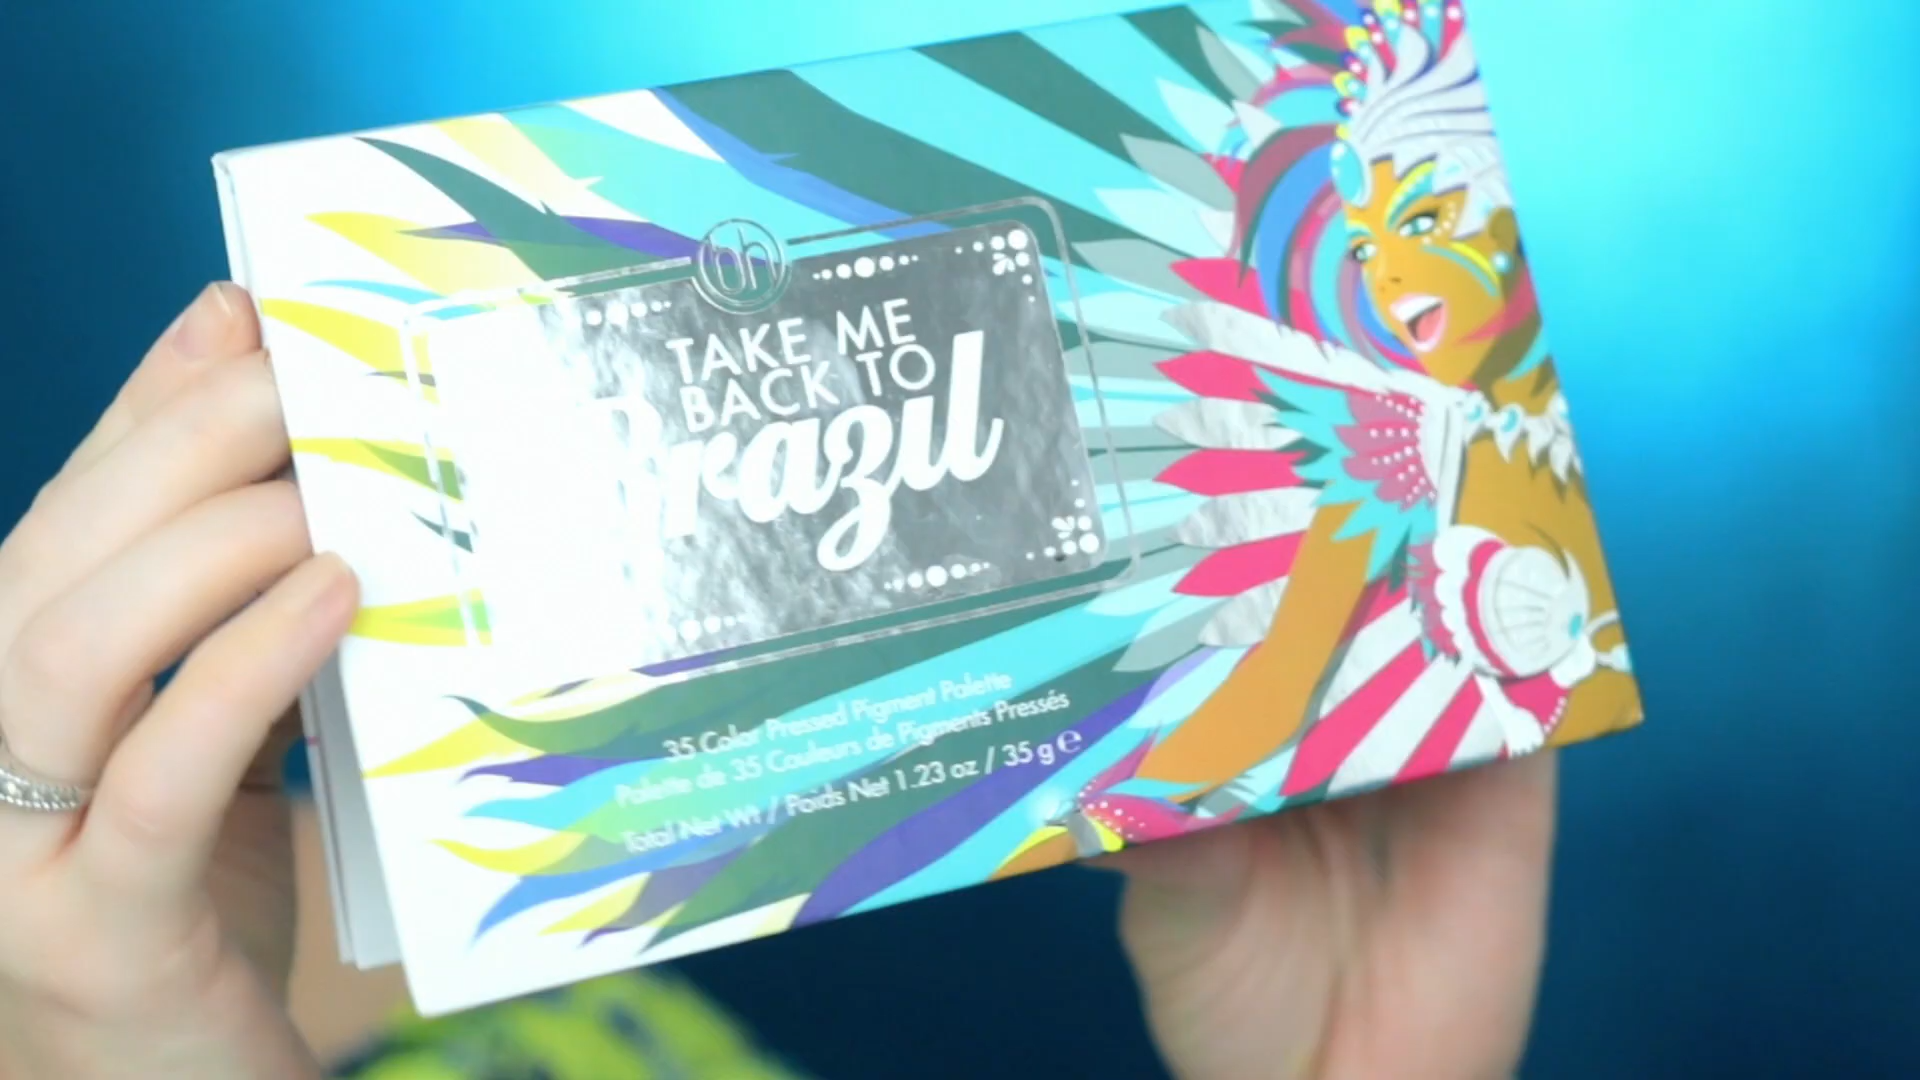 bh
TAKE ME
BACK TO
Brazil
35 Color Pressed Pigment Palette
Palette de 35 Couleurs de Pigments Pressés
Total Net Wt / Poids Net 1.23 oz / 35 g ℮